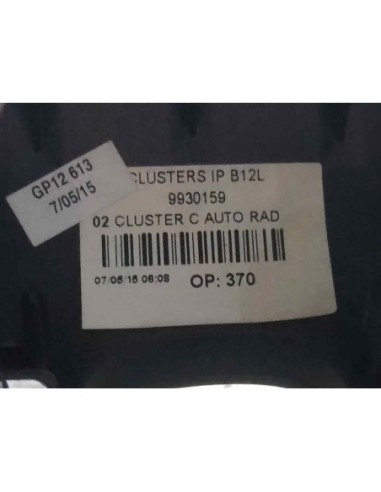 GP12 613
7/05/15
CLUSTERS IP B12L
9930159
02 CLUSTER C AUTO RAD
07/05/15 06:08
OP: 370